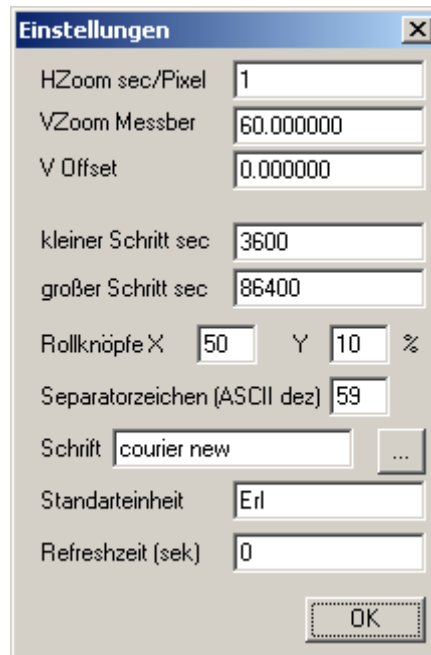 Einstellungen
HZoom sec/Pixel 1
VZoom Messber 60.000000
V Offset 0.000000
kleiner Schritt sec 3600
großer Schritt sec 86400
Rollknöpfe X 50 Y 10 %
Separatorzeichen (ASCII dez) 59
Schrift courier new ...
Standarteinheit Erl
Refreshzeit (sek) 0
OK